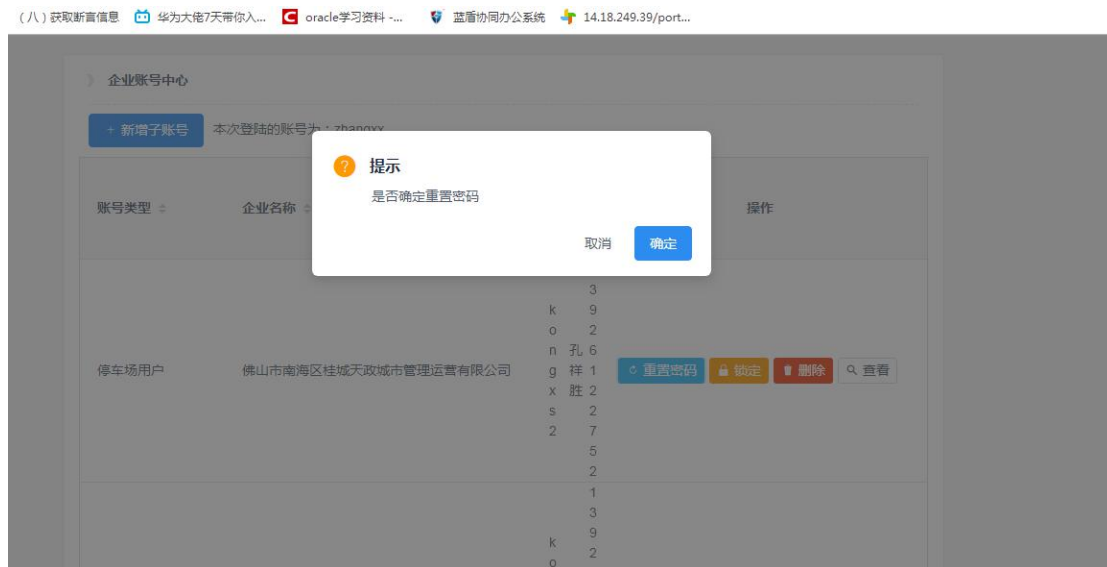 (八) 获取断言信息 华为大佬7天带你入... oracle学习资料 -... 蓝盾协同办公系统 14.18.249.39/port...
企业账号中心
+ 新增子账号 本次登陆的账号为：zhangxx
提示
是否确定重置密码
取消 确定
账号类型 企业名称 操作
停车场用户 佛山市南海区桂城天政城市管理运营有限公司
k
o
n
g
x
s
2
孔
祥
胜
3
9
2
6
1
2
2
7
5
2
重置密码 锁定 删除 查看
k
o
1
3
9
2